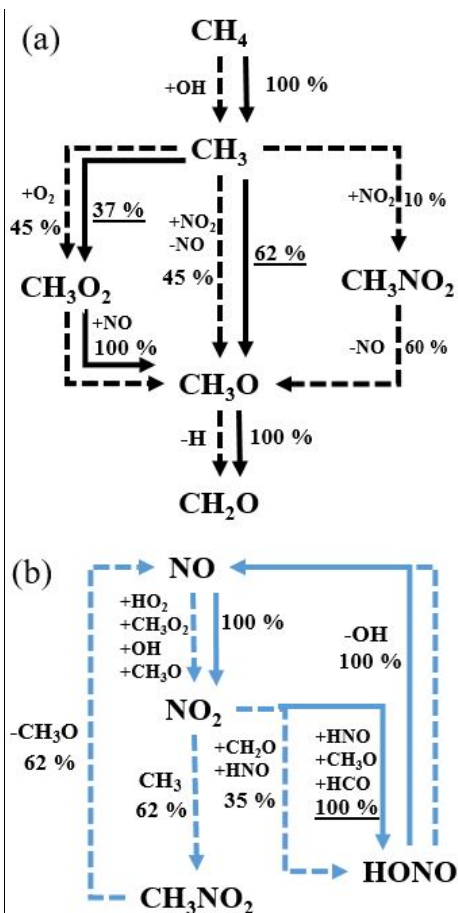 (a)
CH₄
+OH 100 %
CH₃
+O₂
45 %
37 %
+NO₂
-NO
45 %
62 %
+NO₂ 10 %
CH₃O₂
CH₃NO₂
+NO
100 %
-NO 60 %
CH₃O
-H 100 %
CH₂O
(b)
NO
+HO₂
+CH₃O₂
+OH
+CH₃O
100 %
-OH
100 %
NO₂
-CH₃O
62 %
CH₃
62 %
+CH₂O
+HNO
35 %
+HNO
+CH₃O
+HCO
100 %
HONO
CH₃NO₂